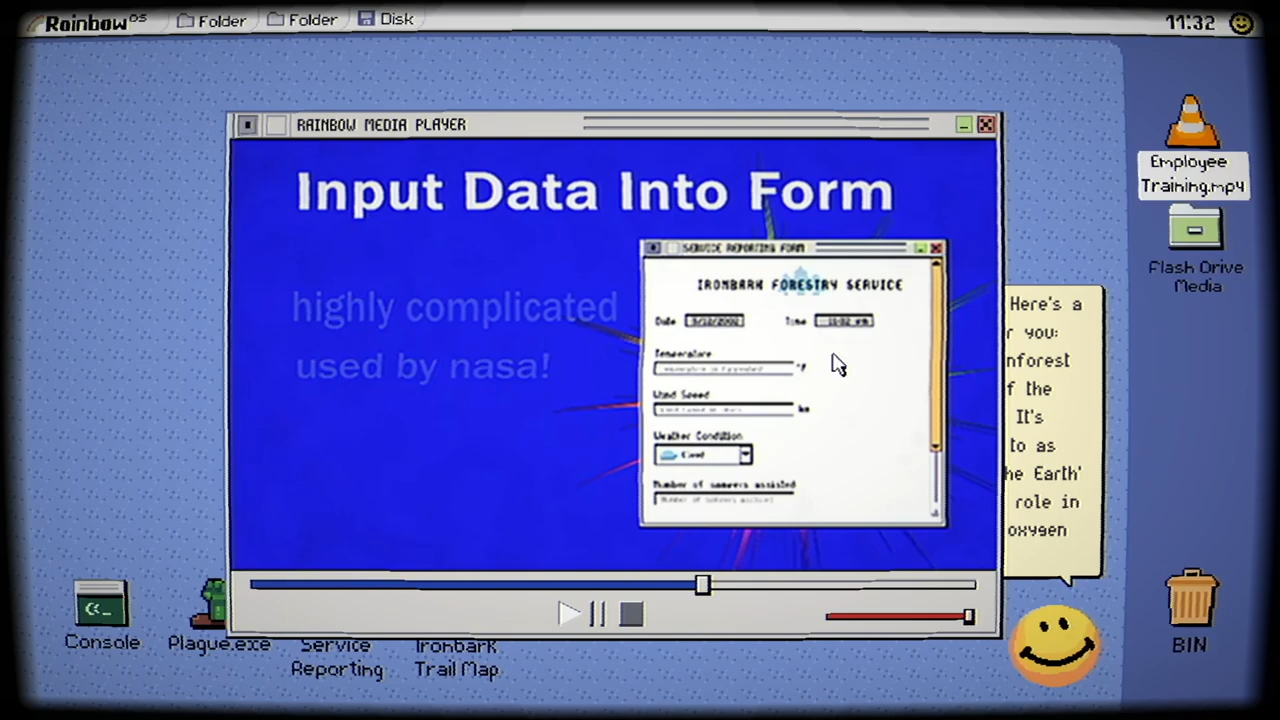 RainbowOS
Folder
Folder
Disk
11:32
RAINBOW MEDIA PLAYER
Input Data Into Form
highly complicated
used by nasa!
SERVICE REPORTING FORM
IRONBARK FORESTRY SERVICE
Date
Time
Temperature
°F
Wind Speed
Weather Condition
Number of campers assisted
Employee
Training.mp4
Flash Drive
Media
Here's a
r you:
nforest
f the
It's
to as
he Earth'
role in
oxygen
Console
Plague.exe
Service
Reporting
Ironbark
Trail Map
BIN